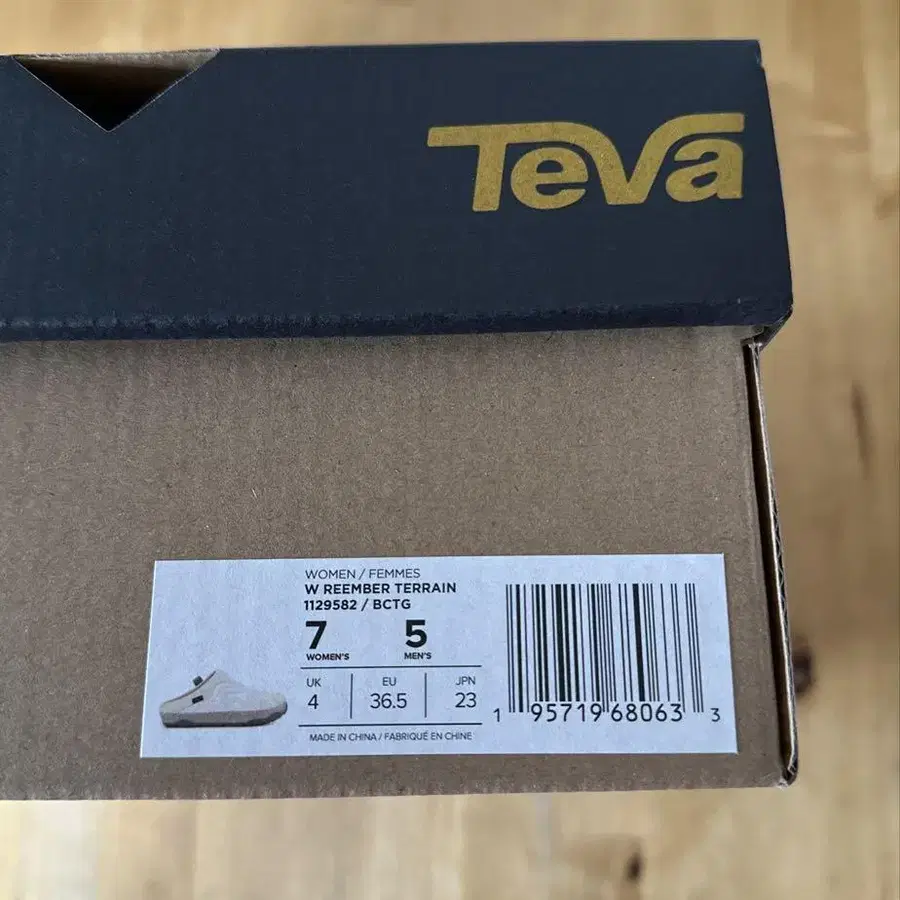 Teva
WOMEN / FEMMES
W REEMBER TERRAIN
1129582 / BCTG
7 5
WOMEN'S MEN'S
UK EU JPN
4 36.5 23
MADE IN CHINA / FABRIQUÉ EN CHINE
1 95719 68063 3